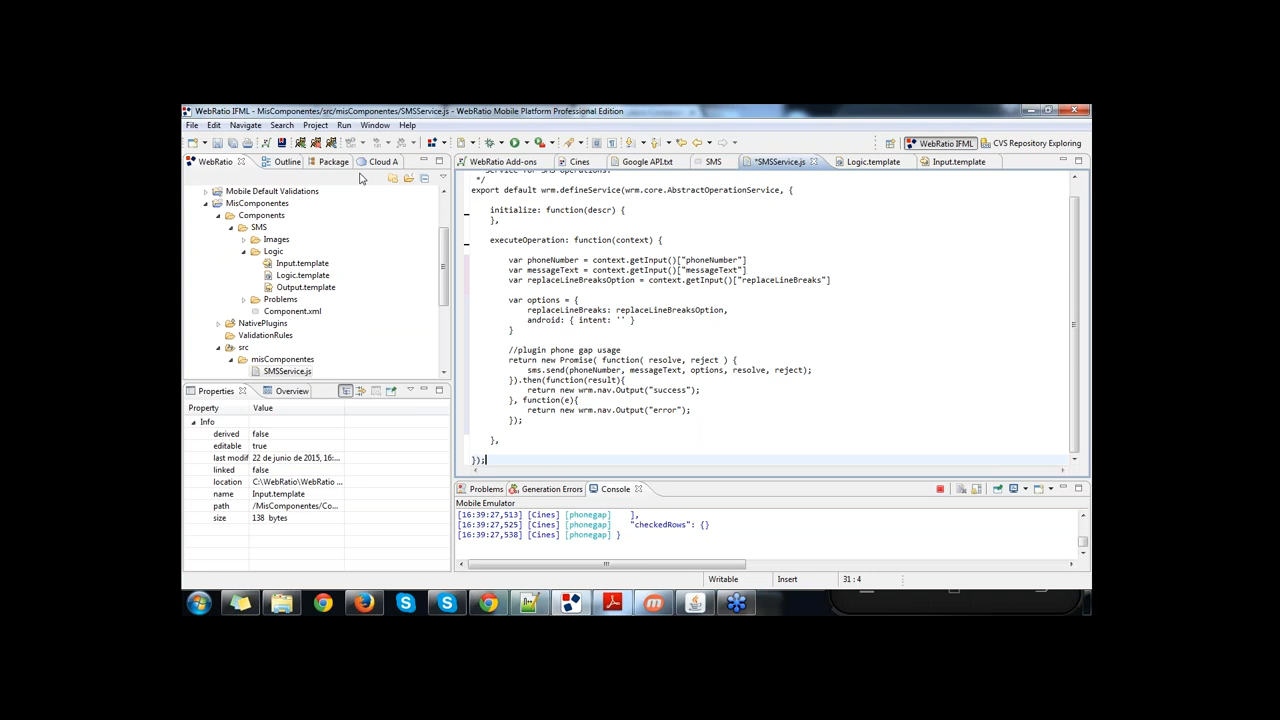 WebRatio IFML - MisComponentes/src/misComponentes/SMSService.js - WebRatio Mobile Platform Professional Edition
File Edit Navigate Search Project Run Window Help
WebRatio IFML CVS Repository Exploring
WebRatio Outline Package Cloud A
WebRatio Add-ons Cines Google API.txt SMS *SMSService.js Logic.template Input.template
Mobile Default Validations
MisComponentes
Components
SMS
Images
Logic
Input.template
Logic.template
Output.template
Problems
Component.xml
NativePlugins
ValidationRules
src
misComponentes
SMSService.js
Service for SMS operations.
*/
export default wrm.defineService(wrm.core.AbstractOperationService, {
initialize: function(descr) {
},
executeOperation: function(context) {
var phoneNumber = context.getInput()["phoneNumber"]
var messageText = context.getInput()["messageText"]
var replaceLineBreaksOption = context.getInput()["replaceLineBreaks"]
var options = {
replaceLineBreaks: replaceLineBreaksOption,
android: { intent: '' }
}
//plugin phone gap usage
return new Promise( function( resolve, reject ) {
sms.send(phoneNumber, messageText, options, resolve, reject);
}).then(function(result){
return new wrm.nav.Output("success");
}, function(e){
return new wrm.nav.Output("error");
});
},
});
Properties Overview
Property Value
Info
derived false
editable true
last modif 22 de junio de 2015, 16:...
linked false
location C:\WebRatio\WebRatio ...
name Input.template
path /MisComponentes/Co...
size 138 bytes
Problems Generation Errors Console
Mobile Emulator
[16:39:27,513] [Cines] [phonegap] ],
[16:39:27,525] [Cines] [phonegap] "checkedRows": {}
[16:39:27,538] [Cines] [phonegap] }
Writable Insert 31 : 4